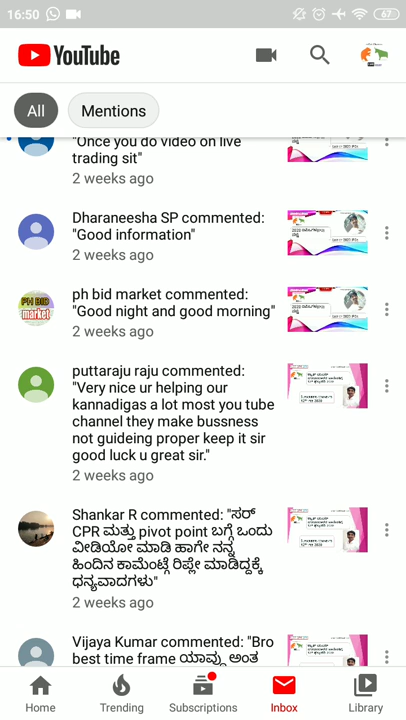 16:50
67
YouTube
All
Mentions
"Once you do video on live
trading sit"
2 weeks ago
Dharaneesha SP commented:
"Good information"
2 weeks ago
ph bid market commented:
"Good night and good morning"
2 weeks ago
PH BID
market
puttaraju raju commented:
"Very nice ur helping our
kannadigas a lot most you tube
channel they make bussness
not guideing proper keep it sir
good luck u great sir."
2 weeks ago
Shankar R commented: "ಸರ್
CPR ಮತ್ತು pivot point ಬಗ್ಗೆ ಒಂದು
ವೀಡಿಯೋ ಮಾಡಿ ಹಾಗೇ ನನ್ನ
ಹಿಂದಿನ ಕಾಮೆಂಟ್ಗೆ ರಿಪ್ಲೇ ಮಾಡಿದ್ದಕ್ಕೆ
ಧನ್ಯವಾದಗಳು"
2 weeks ago
Vijaya Kumar commented: "Bro
best time frame ಯಾವ್ದು ಅಂತ
Home
Trending
Subscriptions
Inbox
Library